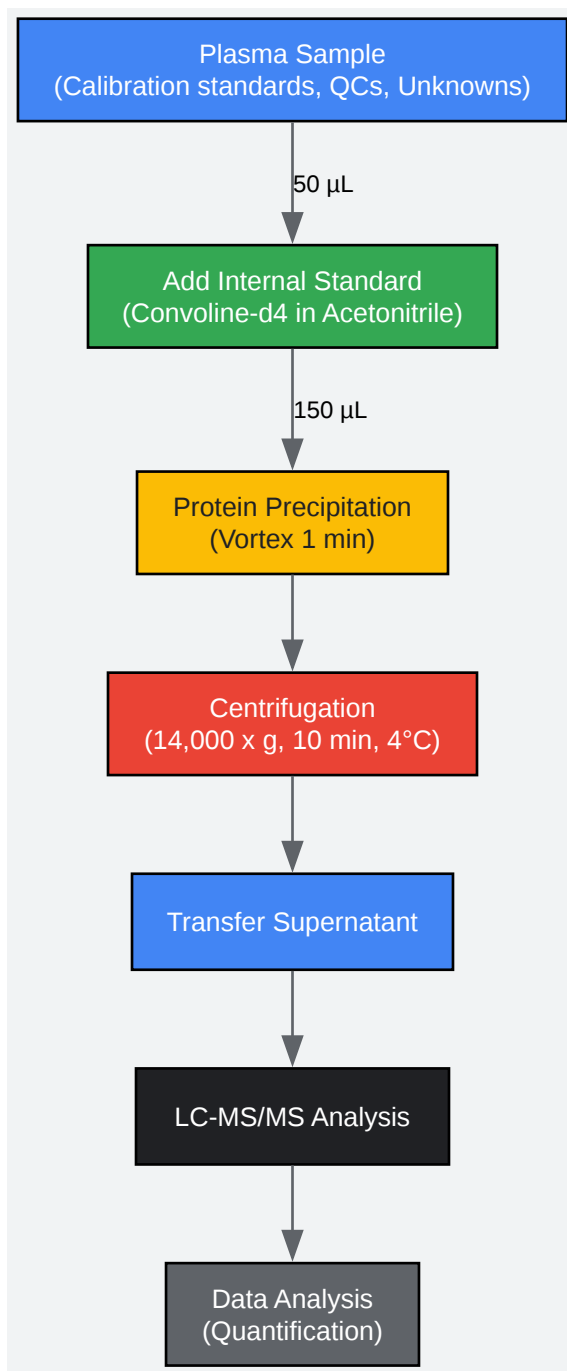 Plasma Sample
(Calibration standards, QCs, Unknowns)
50 µL
Add Internal Standard
(Convoline-d4 in Acetonitrile)
150 µL
Protein Precipitation
(Vortex 1 min)
Centrifugation
(14,000 x g, 10 min, 4°C)
Transfer Supernatant
LC-MS/MS Analysis
Data Analysis
(Quantification)